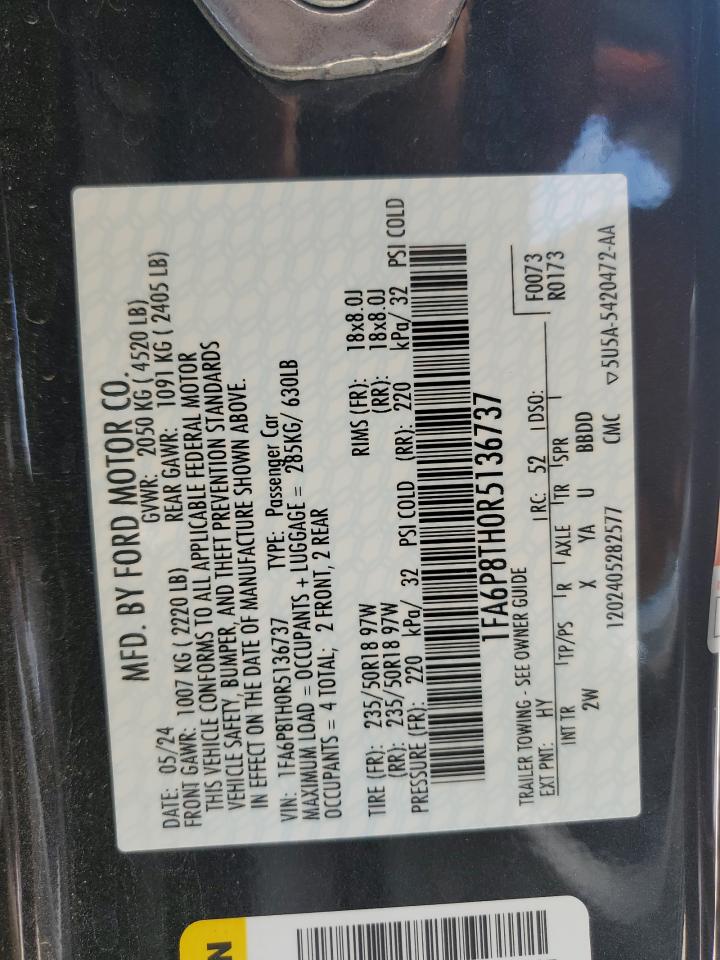 MFD. BY FORD MOTOR CO.
DATE: 05/24 GVWR: 2050 KG ( 4520 LB)
FRONT GAWR: 1007 KG ( 2220 LB) REAR GAWR: 1091 KG ( 2405 LB)
THIS VEHICLE CONFORMS TO ALL APPLICABLE FEDERAL MOTOR
VEHICLE SAFETY, BUMPER, AND THEFT PREVENTION STANDARDS
IN EFFECT ON THE DATE OF MANUFACTURE SHOWN ABOVE.
VIN: 1FA6P8TH0R5136737 TYPE: Passenger Car
MAXIMUM LOAD = OCCUPANTS + LUGGAGE = 285KG/ 630LB
OCCUPANTS = 4 TOTAL; 2 FRONT, 2 REAR
TIRE (FR): 235/50R18 97W RIMS (FR): 18x8.0J
(RR): 235/50R18 97W (RR): 18x8.0J
PRESSURE (FR): 220 kPa/ 32 PSI COLD (RR): 220 kPa/ 32 PSI COLD
1FA6P8TH0R5136737
TRAILER TOWING - SEE OWNER GUIDE F0073
EXT PNT: HY RC: 52 DSO: R0173
INT TR TP/PS R AXLE TR SPR
2W X YA U BBDD
1202405282577 CMC ▽5U5A-5420472-AA
N